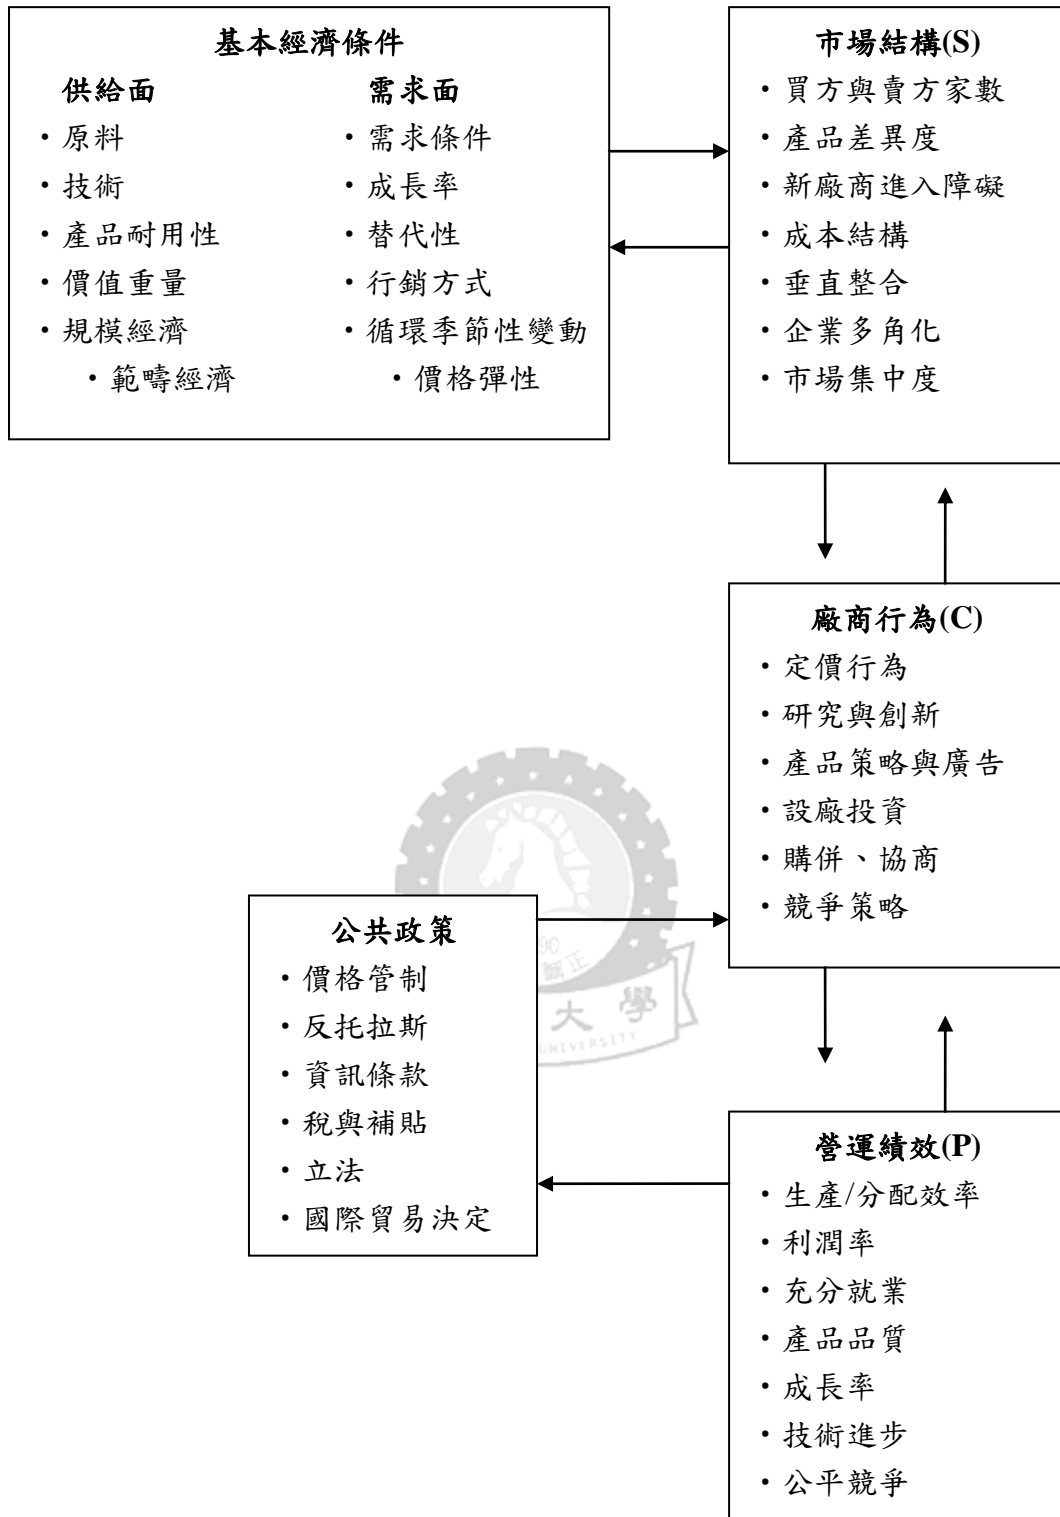 基本經濟條件
供給面
・原料
・技術
・產品耐用性
・價值重量
・規模經濟
・範疇經濟
需求面
・需求條件
・成長率
・替代性
・行銷方式
・循環季節性變動
・價格彈性
市場結構(S)
・買方與賣方家數
・產品差異度
・新廠商進入障礙
・成本結構
・垂直整合
・企業多角化
・市場集中度
廠商行為(C)
・定價行為
・研究與創新
・產品策略與廣告
・設廠投資
・購併、協商
・競爭策略
公共政策
・價格管制
・反托拉斯
・資訊條款
・稅與補貼
・立法
・國際貿易決定
90
誠正
大學
UNIVERSITY
營運績效(P)
・生產/分配效率
・利潤率
・充分就業
・產品品質
・成長率
・技術進步
・公平競爭